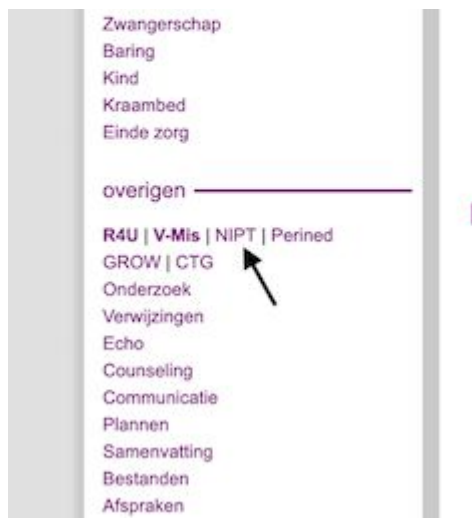 Zwangerschap
Baring
Kind
Kraambed
Einde zorg
overigen
R4U | V-Mis | NIPT | Perined
GROW | CTG
Onderzoek
Verwijzingen
Echo
Counseling
Communicatie
Plannen
Samenvatting
Bestanden
Afspraken